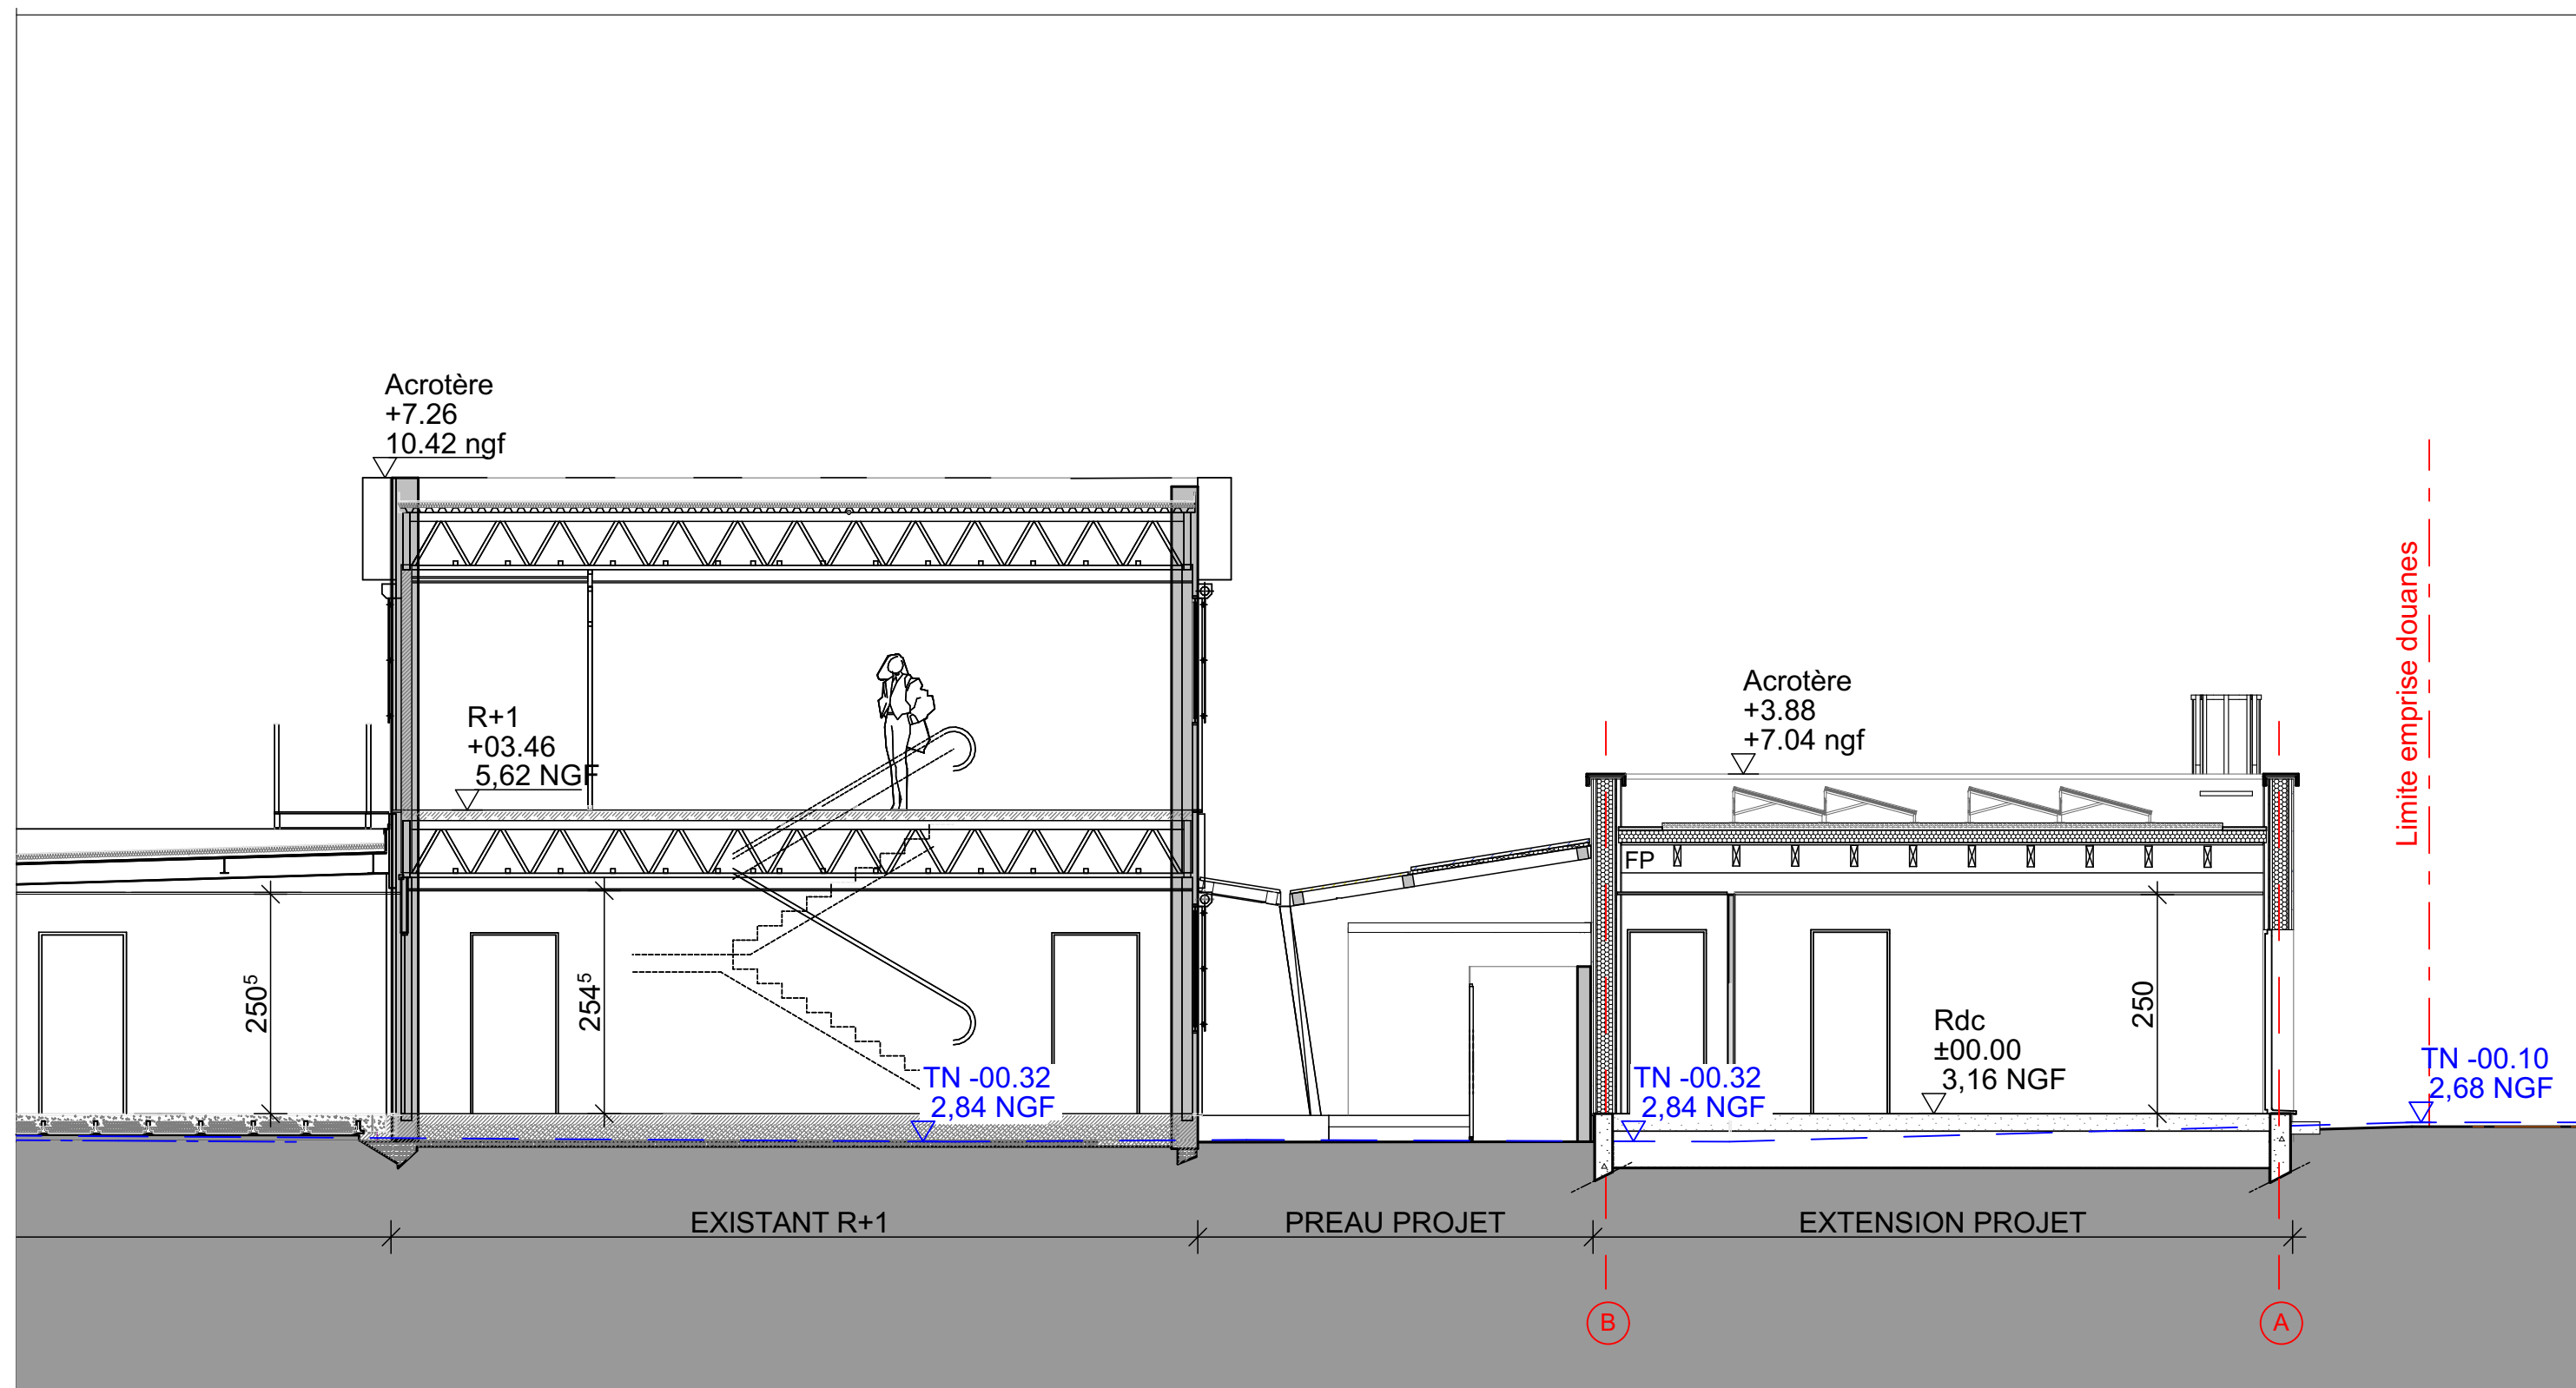 Acrotère
+7.26
10.42 ngf
R+1
+03.46
5,62 NGF
Acrotère
+3.88
+7.04 ngf
Limite emprise douanes
FP
250⁵
254⁵
250
Rdc
±00.00
3,16 NGF
TN -00.32
2,84 NGF
TN -00.32
2,84 NGF
TN -00.10
2,68 NGF
EXISTANT R+1
PREAU PROJET
EXTENSION PROJET
B
A